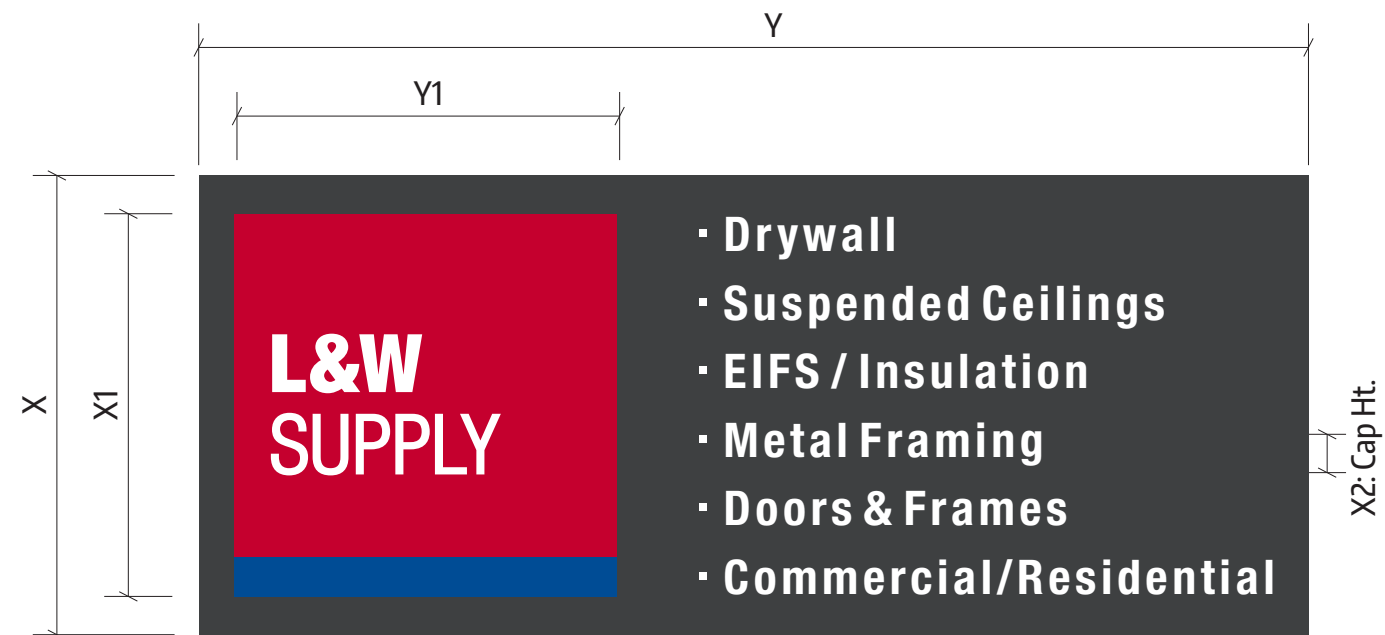 Y
Y1
X
X1
L&W
SUPPLY
· Drywall
· Suspended Ceilings
· EIFS / Insulation
· Metal Framing
· Doors & Frames
· Commercial/Residential
X2: Cap Ht.